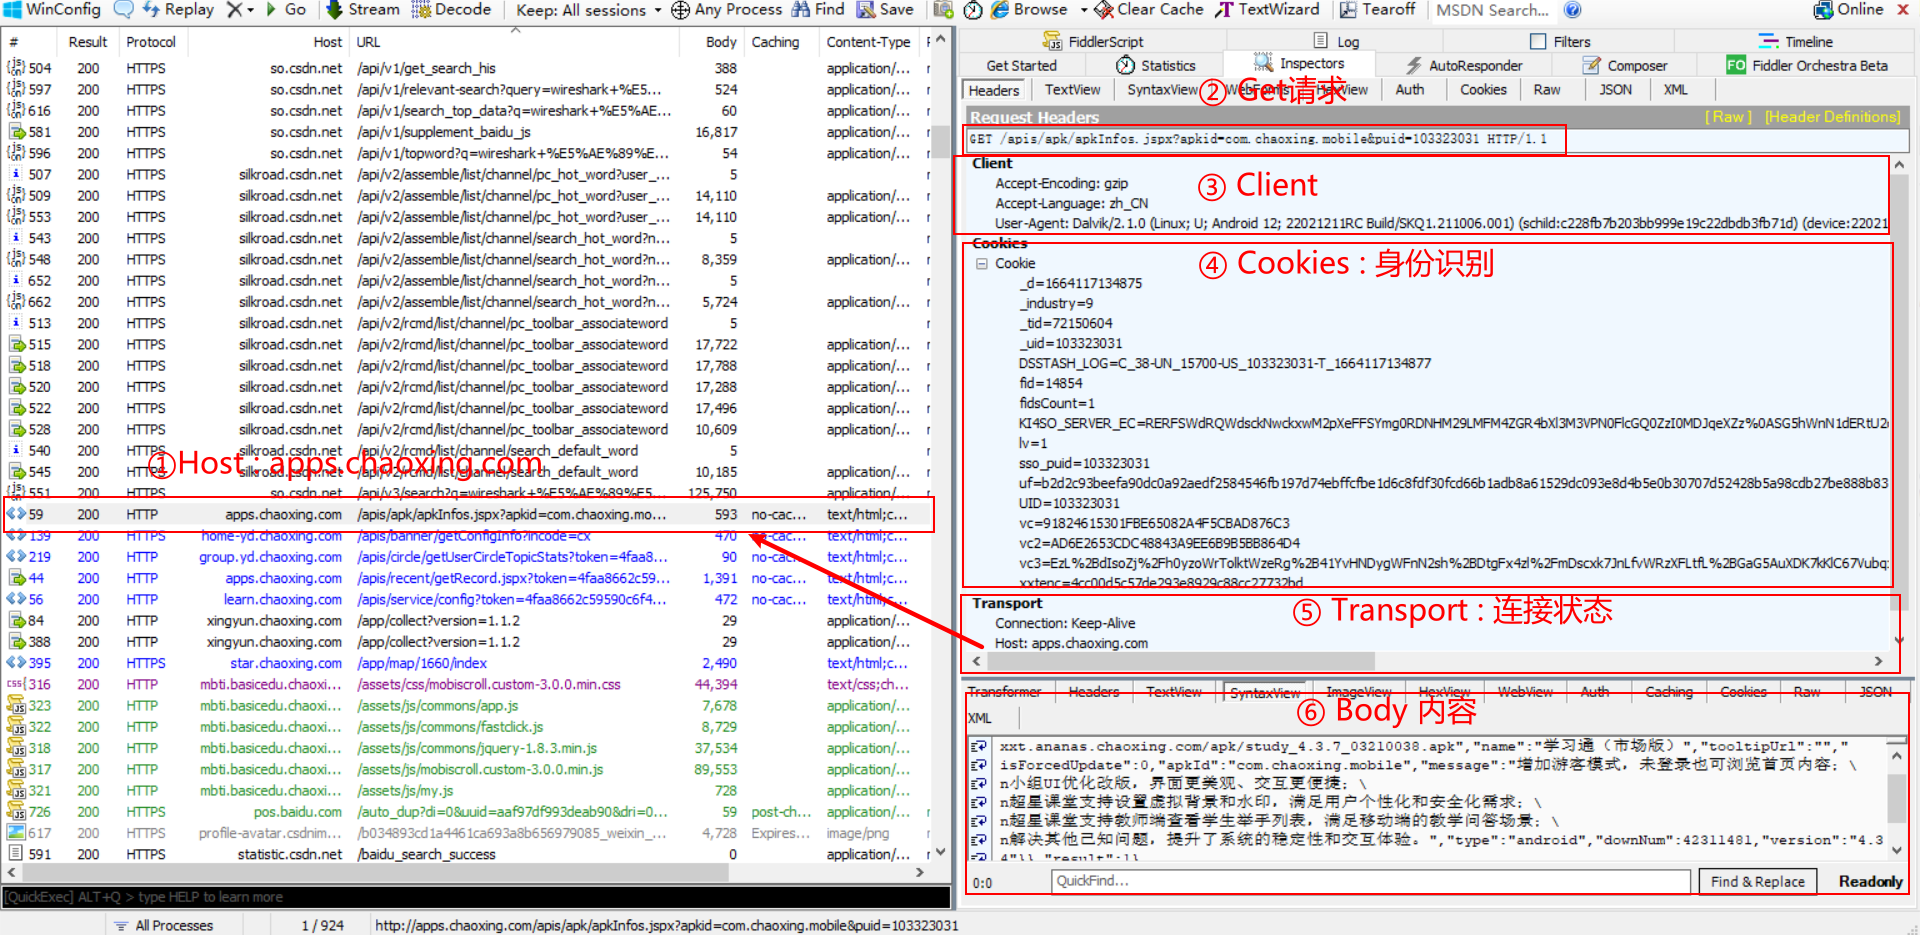 WinConfig Replay Go Stream Decode Keep: All sessions Any Process Find Save Browse Clear Cache TextWizard Tearoff MSDN Search... Online
# Result Protocol Host URL Body Caching Content-Type
504 200 HTTPS so.csdn.net /api/v1/get_search_his 388 application/...
597 200 HTTPS so.csdn.net /api/v1/relevant-search?query=wireshark+%E5... 524 application/...
616 200 HTTPS so.csdn.net /api/v1/search_top_data?q=wireshark+%E5%AE... 60 application/...
581 200 HTTPS so.csdn.net /api/v1/supplement_baidu_js 16,817 application/...
596 200 HTTPS so.csdn.net /api/v1/topword?q=wireshark+%E5%AE%89%E... 54 application/...
507 200 HTTPS silkroad.csdn.net /api/v2/assemble/list/channel/pc_hot_word?user_... 5
509 200 HTTPS silkroad.csdn.net /api/v2/assemble/list/channel/pc_hot_word?user_... 14,110 application/...
553 200 HTTPS silkroad.csdn.net /api/v2/assemble/list/channel/pc_hot_word?user_... 14,110 application/...
543 200 HTTPS silkroad.csdn.net /api/v2/assemble/list/channel/search_hot_word?n... 5
548 200 HTTPS silkroad.csdn.net /api/v2/assemble/list/channel/search_hot_word?n... 8,359 application/...
652 200 HTTPS silkroad.csdn.net /api/v2/assemble/list/channel/search_hot_word?n... 5
662 200 HTTPS silkroad.csdn.net /api/v2/assemble/list/channel/search_hot_word?n... 5,724 application/...
513 200 HTTPS silkroad.csdn.net /api/v2/rcmd/list/channel/pc_toolbar_associateword 5
515 200 HTTPS silkroad.csdn.net /api/v2/rcmd/list/channel/pc_toolbar_associateword 17,722 application/...
518 200 HTTPS silkroad.csdn.net /api/v2/rcmd/list/channel/pc_toolbar_associateword 17,788 application/...
520 200 HTTPS silkroad.csdn.net /api/v2/rcmd/list/channel/pc_toolbar_associateword 17,288 application/...
522 200 HTTPS silkroad.csdn.net /api/v2/rcmd/list/channel/pc_toolbar_associateword 17,496 application/...
528 200 HTTPS silkroad.csdn.net /api/v2/rcmd/list/channel/pc_toolbar_associateword 10,609 application/...
540 200 HTTPS silkroad.csdn.net /api/v2/rcmd/list/channel/search_default_word 5
①Host : apps.chaoxing.com
545 200 HTTPS silkroad.csdn.net /api/v2/rcmd/list/channel/search_default_word 10,185 application/...
551 200 HTTPS so.csdn.net /api/v3/search?q=wireshark+%E5%AE%89%E5... 125,750 application/...
59 200 HTTP apps.chaoxing.com /apis/apk/apkInfos.jspx?apkid=com.chaoxing.mo... 593 no-cac... text/html;c...
139 200 HTTPS home-yd.chaoxing.com /apis/banner/getConfigInfo?incode=cx 470 no-cac... text/html;c...
219 200 HTTP group.yd.chaoxing.com /apis/circle/getUserCircleTopicStats?token=4faa8... 90 no-cac... text/html;c...
44 200 HTTP apps.chaoxing.com /apis/recent/getRecord.jspx?token=4faa8662c59... 1,391 no-cac... text/html;c...
56 200 HTTP learn.chaoxing.com /apis/service/config?token=4faa8662c59590c6f4... 472 no-cac... text/html;c...
84 200 HTTP xingyun.chaoxing.com /app/collect?version=1.1.2 29 application/...
388 200 HTTP xingyun.chaoxing.com /app/collect?version=1.1.2 29 application/...
395 200 HTTPS star.chaoxing.com /app/map/1660/index 2,490 text/html;c...
316 200 HTTP mbti.basicedu.chaoxi... /assets/css/mobiscroll.custom-3.0.0.min.css 44,394 text/css;ch...
323 200 HTTP mbti.basicedu.chaoxi... /assets/js/commons/app.js 7,678 application/...
322 200 HTTP mbti.basicedu.chaoxi... /assets/js/commons/fastclick.js 8,729 application/...
318 200 HTTP mbti.basicedu.chaoxi... /assets/js/commons/jquery-1.8.3.min.js 37,534 application/...
317 200 HTTP mbti.basicedu.chaoxi... /assets/js/mobiscroll.custom-3.0.0.min.js 89,553 application/...
321 200 HTTP mbti.basicedu.chaoxi... /assets/js/my.js 728 application/...
726 200 HTTPS pos.baidu.com /auto_dup?di=0&uuid=aaf97df993deab90&dri=0... 59 post-ch... application/...
617 200 HTTPS profile-avatar.csdnim... /b034893cd1a4461ca693a8b656979085_weixin_... 4,728 Expires... image/png
591 200 HTTPS statistic.csdn.net /baidu_search_success 0 application/...
[QuickExec] ALT+Q > type HELP to learn more
All Processes 1 / 924 http://apps.chaoxing.com/apis/apk/apkInfos.jspx?apkid=com.chaoxing.mobile&puid=103323031
FiddlerScript Log Filters Timeline
Get Started Statistics Inspectors AutoResponder Composer FO Fiddler Orchestra Beta
Headers TextView SyntaxView WebForms HexView Auth Cookies Raw JSON XML
② Get请求
Request Headers [ Raw ] [Header Definitions]
GET /apis/apk/apkInfos.jspx?apkid=com.chaoxing.mobile&puid=103323031 HTTP/1.1
Client
Accept-Encoding: gzip
③ Client
Accept-Language: zh_CN
User-Agent: Dalvik/2.1.0 (Linux; U; Android 12; 22021211RC Build/SKQ1.211006.001) (schild:c228fb7b203bb999e19c22dbdb3fb71d) (device:22021
Cookies
Cookie
④ Cookies : 身份识别
_d=1664117134875
_industry=9
_tid=72150604
_uid=103323031
DSSTASH_LOG=C_38-UN_15700-US_103323031-T_1664117134877
fid=14854
fidsCount=1
KI4SO_SERVER_EC=RERFSWdRQWdsckNwckxwM2pXeFFSYmg0RDNHM29LMFM4ZGR4bXl3M3VPN0FlcGQ0ZzI0MDJqeXZz%0ASG5hWnN1dERtU2
lv=1
sso_puid=103323031
uf=b2d2c93beefa90dc0a92aedf2584546fb197d74ebffcfbe1d6c8fdf30fcd66b1adb8a61529dc093e8d4b5e0b30707d52428b5a98cdb27be888b83
UID=103323031
vc=91824615301FBE65082A4F5CBAD876C3
vc2=AD6E2653CDC48843A9EE6B9B5BB864D4
vc3=EzL%2BdIsoZj%2Fh0yzoWrTolktWzeRg%2B41YvHNDygWFnN2sh%2BDtgFx4zl%2FmDscxk7JnLfvWRzXFLtfL%2BGaG5AuXDK7kKlC67Vubq
xxtenc=4cc00d5c57de293e8929c88cc27732bd
Transport
⑤ Transport : 连接状态
Connection: Keep-Alive
Host: apps.chaoxing.com
Transformer Headers TextView SyntaxView ImageView HexView WebView Auth Caching Cookies Raw JSON
XML
⑥ Body 内容
xxt.ananas.chaoxing.com/apk/study_4.3.7_03210038.apk","name":"学习通（市场版）","tooltipUrl":"","
isForcedUpdate":0,"apkId":"com.chaoxing.mobile","message":"增加游客模式，未登录也可浏览首页内容；\
n小组UI优化改版，界面更美观、交互更便捷；\
n超星课堂支持设置虚拟背景和水印，满足用户个性化和安全化需求；\
n超星课堂支持教师端查看学生举手列表，满足移动端的教学问答场景；\
n解决其他已知问题，提升了系统的稳定性和交互体验。","type":"android","downNum":42311481,"version":"4.3
4"}},"result":1}
0:0 QuickFind... Find & Replace Readonly